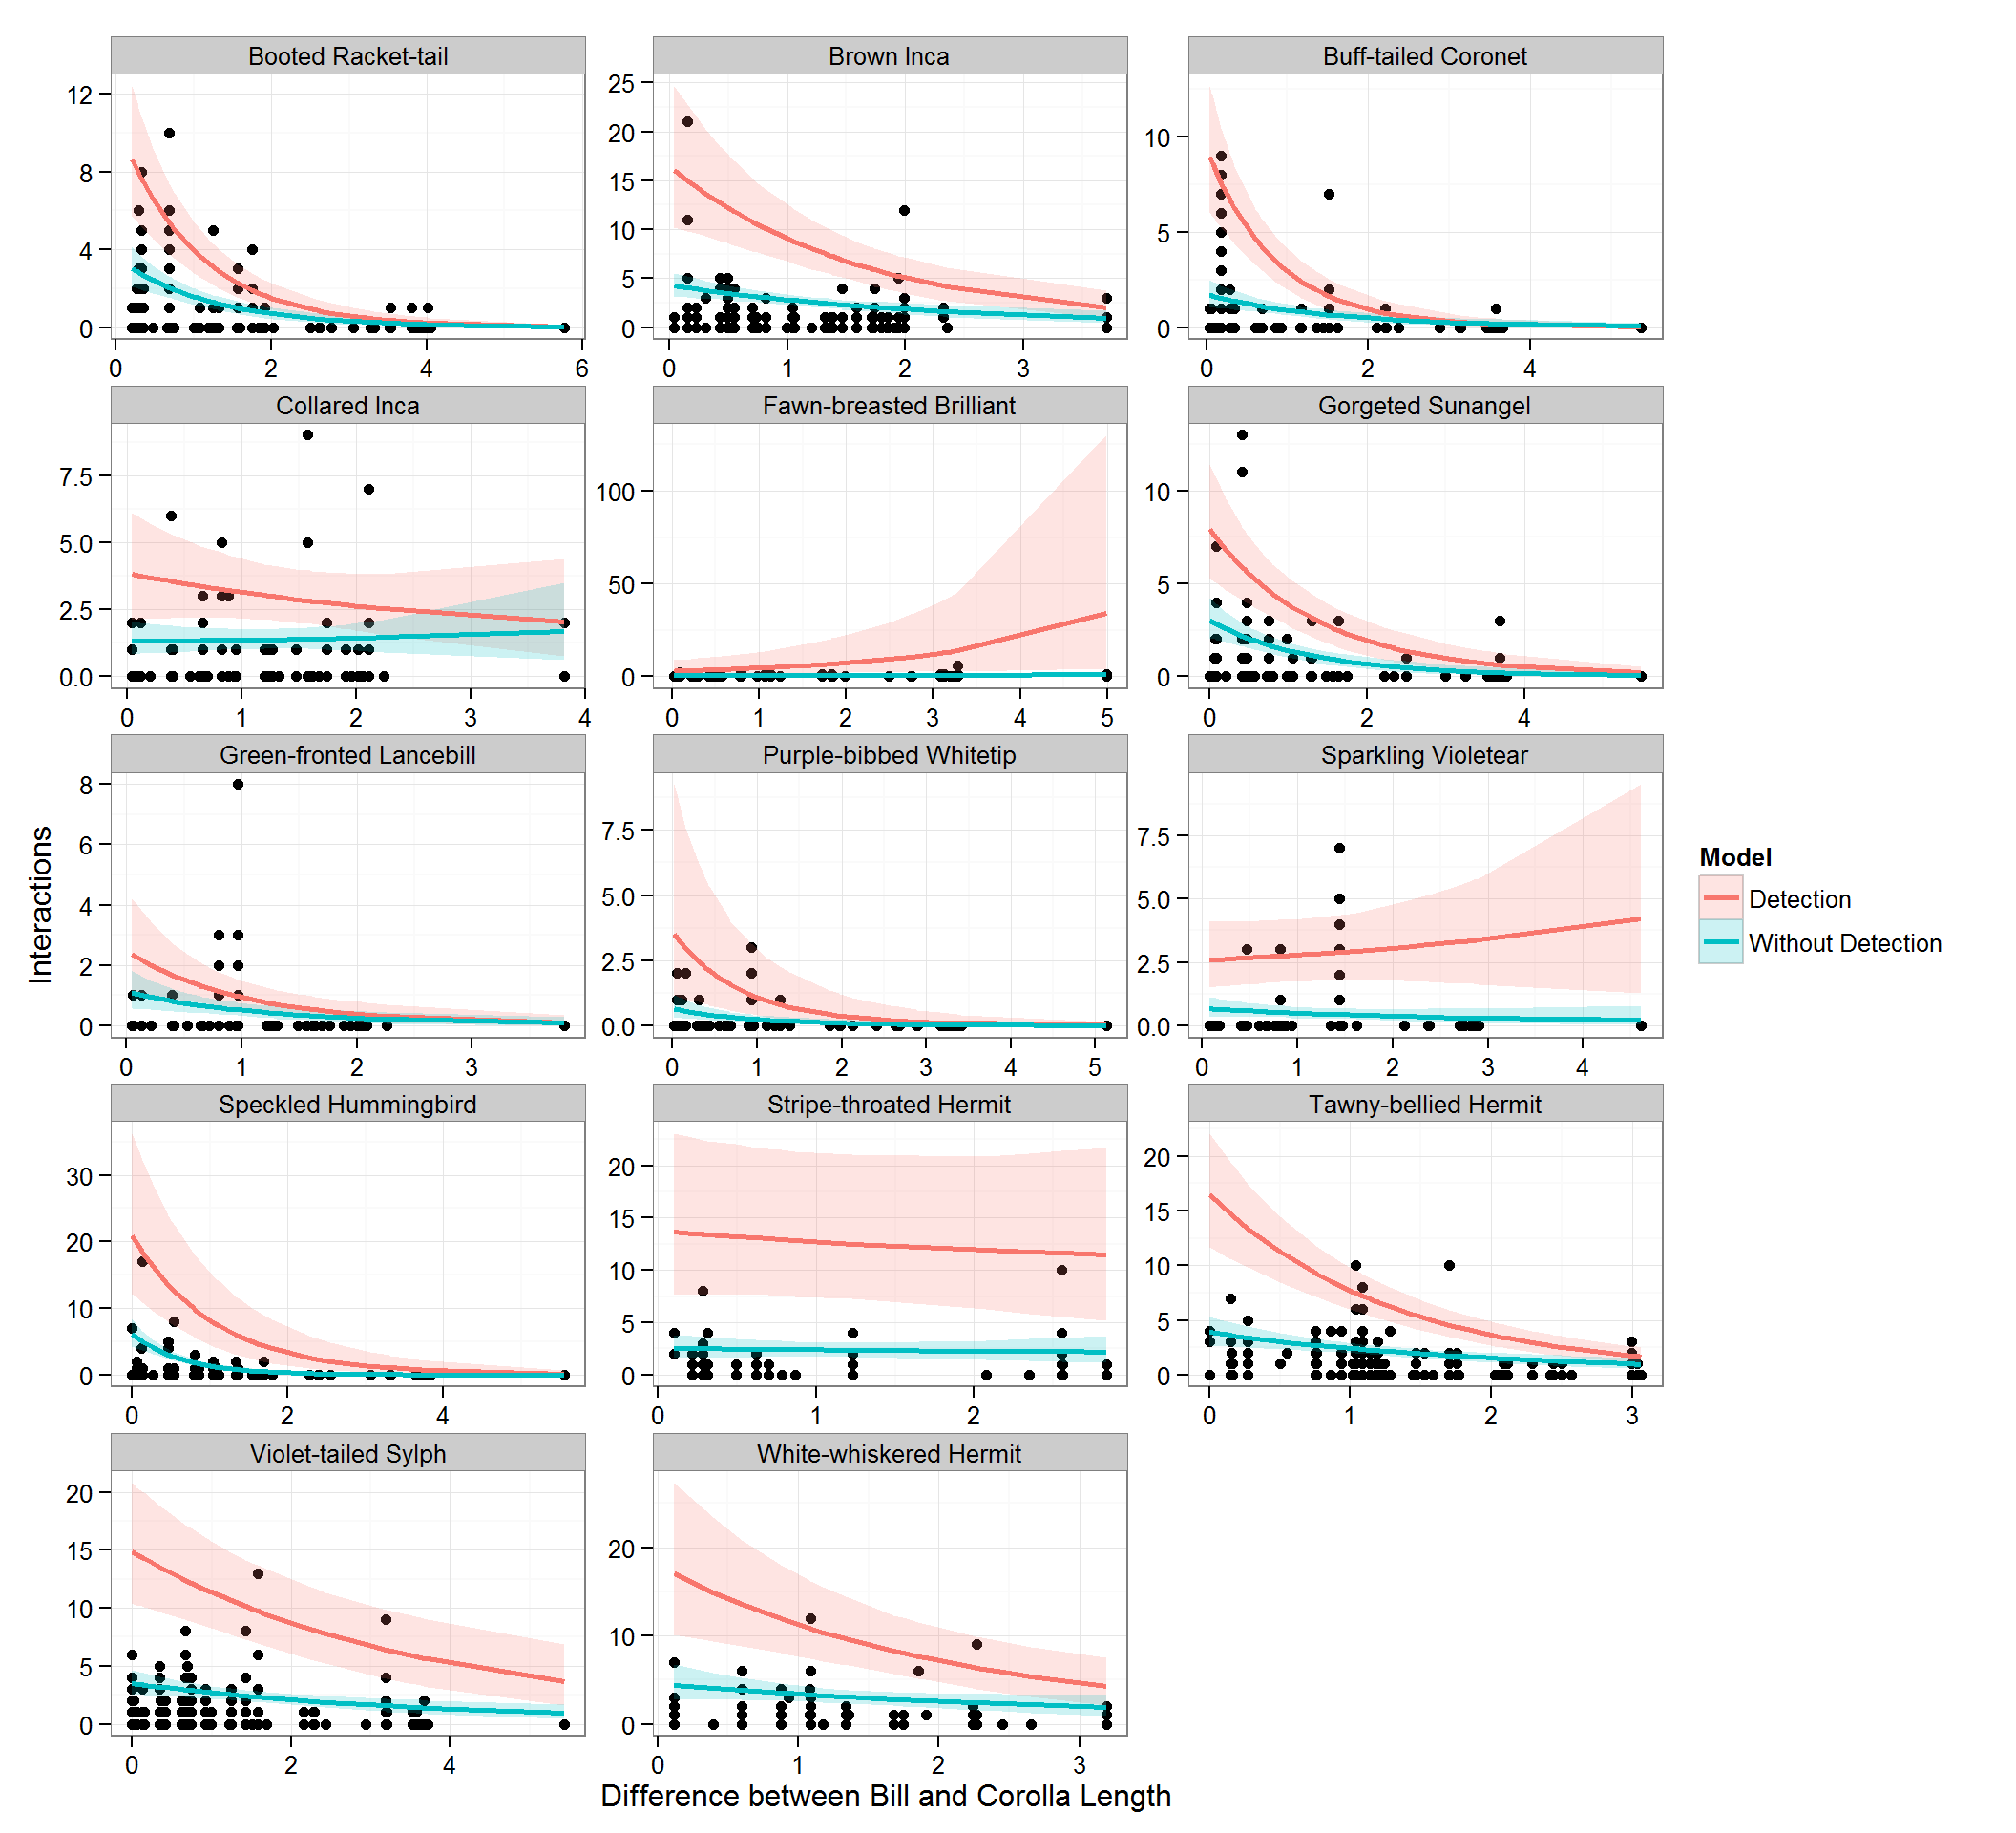 Booted Racket-tail
Brown Inca
Buff-tailed Coronet
12
8
4
0
25
20
15
10
5
0
10
5
0
0 2 4 6
0 1 2 3
0 2 4
Collared Inca
Fawn-breasted Brilliant
Gorgeted Sunangel
7.5
5.0
2.5
0.0
100
50
0
10
5
0
0 1 2 3 4
0 1 2 3 4 5
0 2 4
Green-fronted Lancebill
Purple-bibbed Whitetip
Sparkling Violetear
8
6
4
2
0
7.5
5.0
2.5
0.0
7.5
5.0
2.5
0.0
0 1 2 3
0 1 2 3 4 5
0 1 2 3 4
Speckled Hummingbird
Stripe-throated Hermit
Tawny-bellied Hermit
30
20
10
0
20
15
10
5
0
20
15
10
5
0
0 2 4
0 1 2
0 1 2 3
Violet-tailed Sylph
White-whiskered Hermit
20
15
10
5
0
20
10
0
0 2 4
0 1 2 3
Interactions
Difference between Bill and Corolla Length
Model
Detection
Without Detection